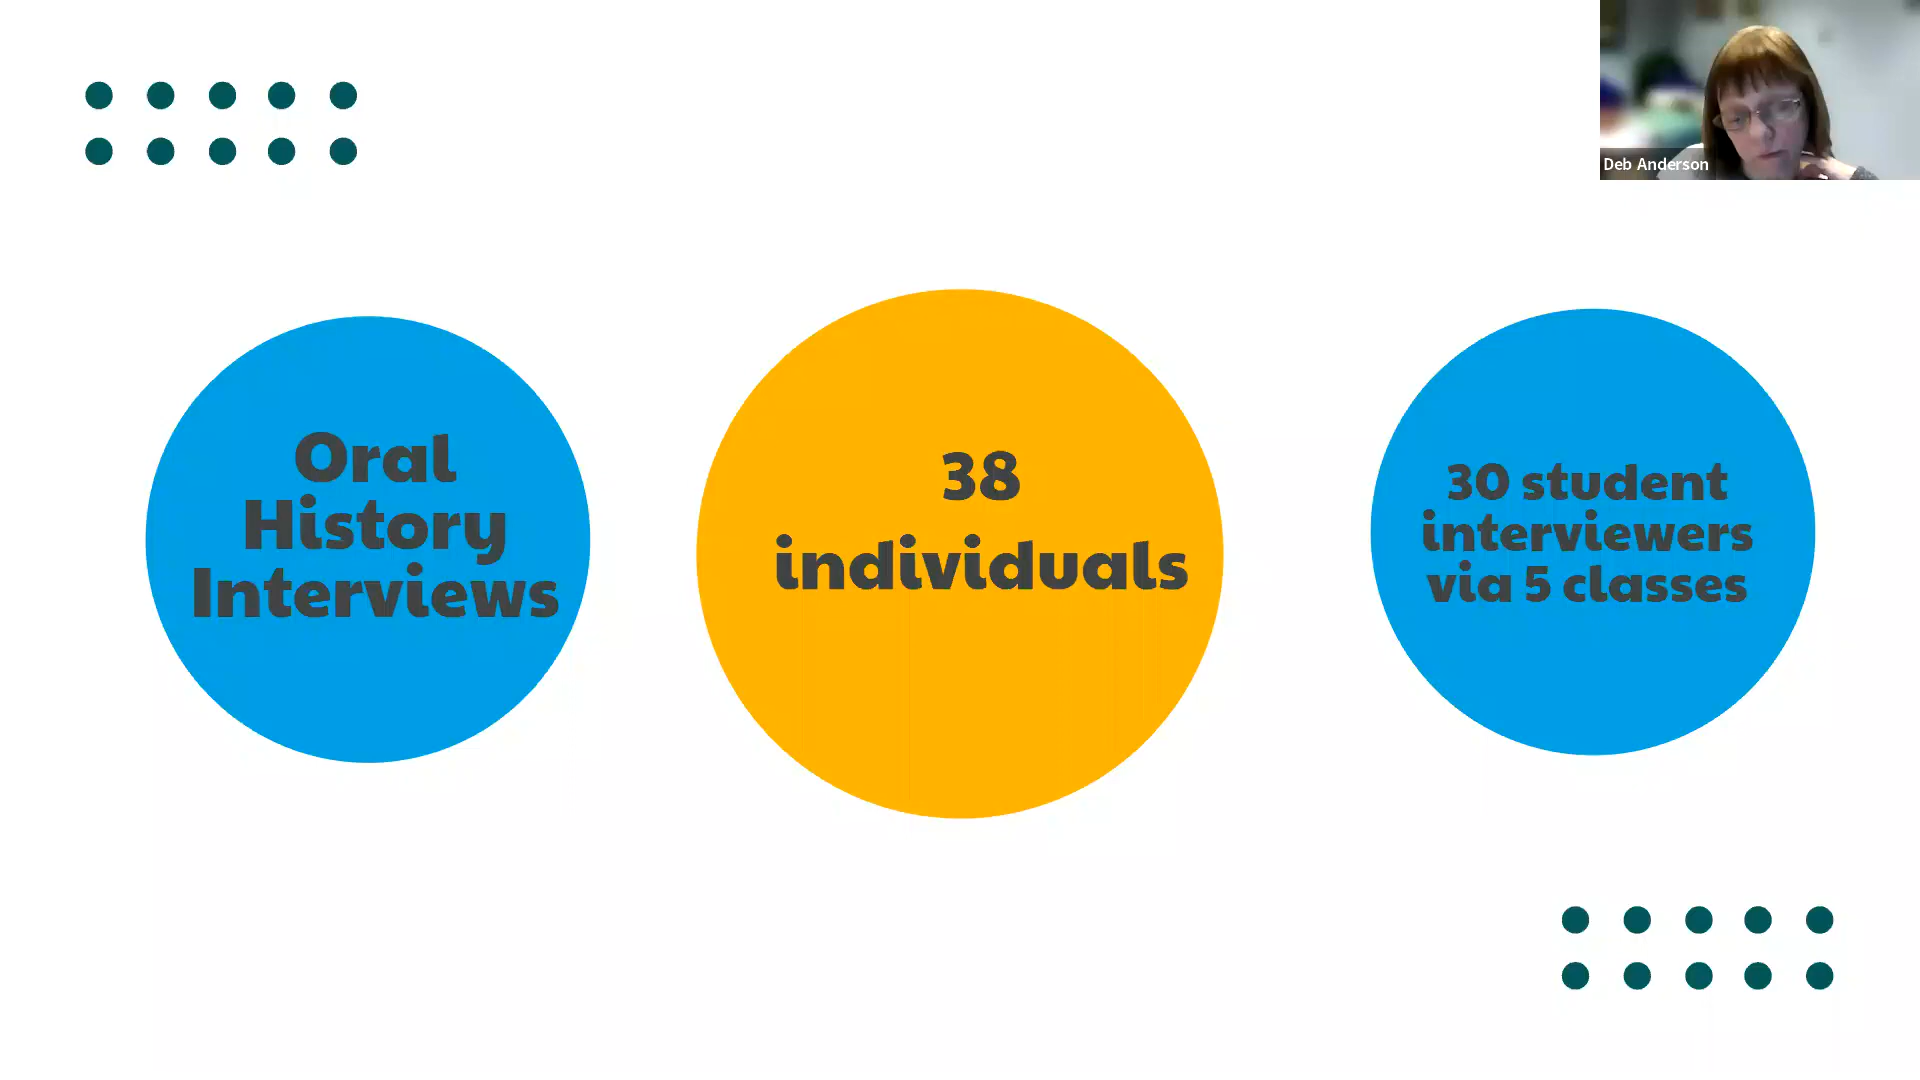 Deb Anderson
Oral
History
Interviews
38
individuals
30 student
interviewers
via 5 classes